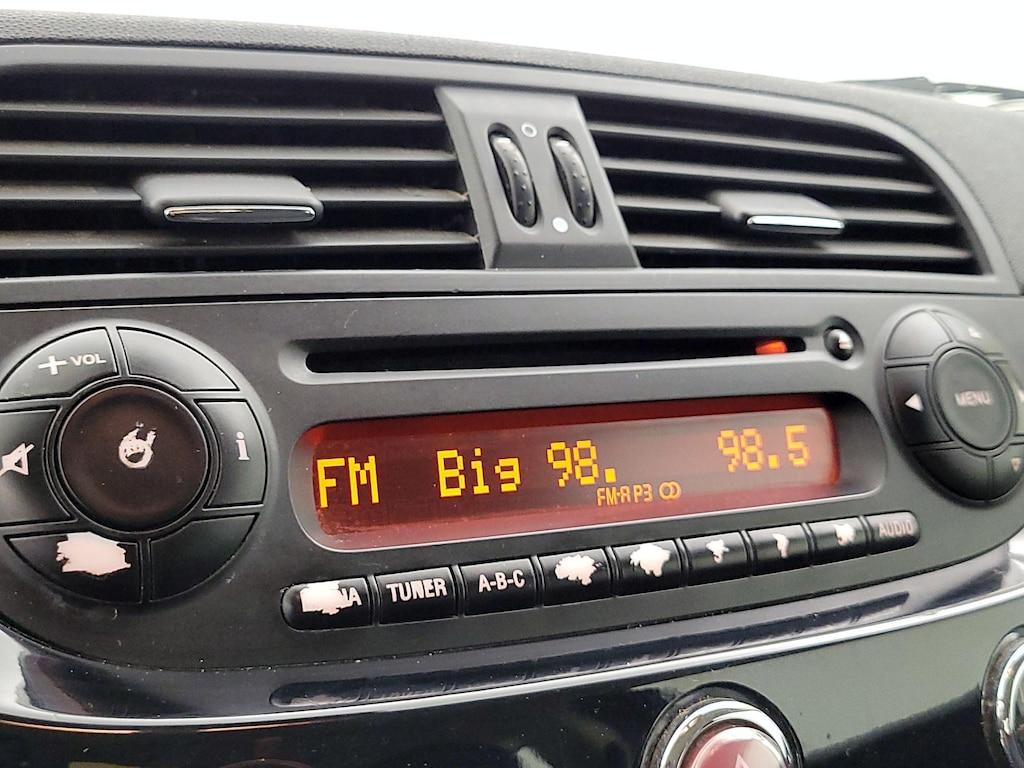 + VOL
i
MENU
FM Big 98. 98.5
FM-A P3
TUNER A-B-C AUDIO